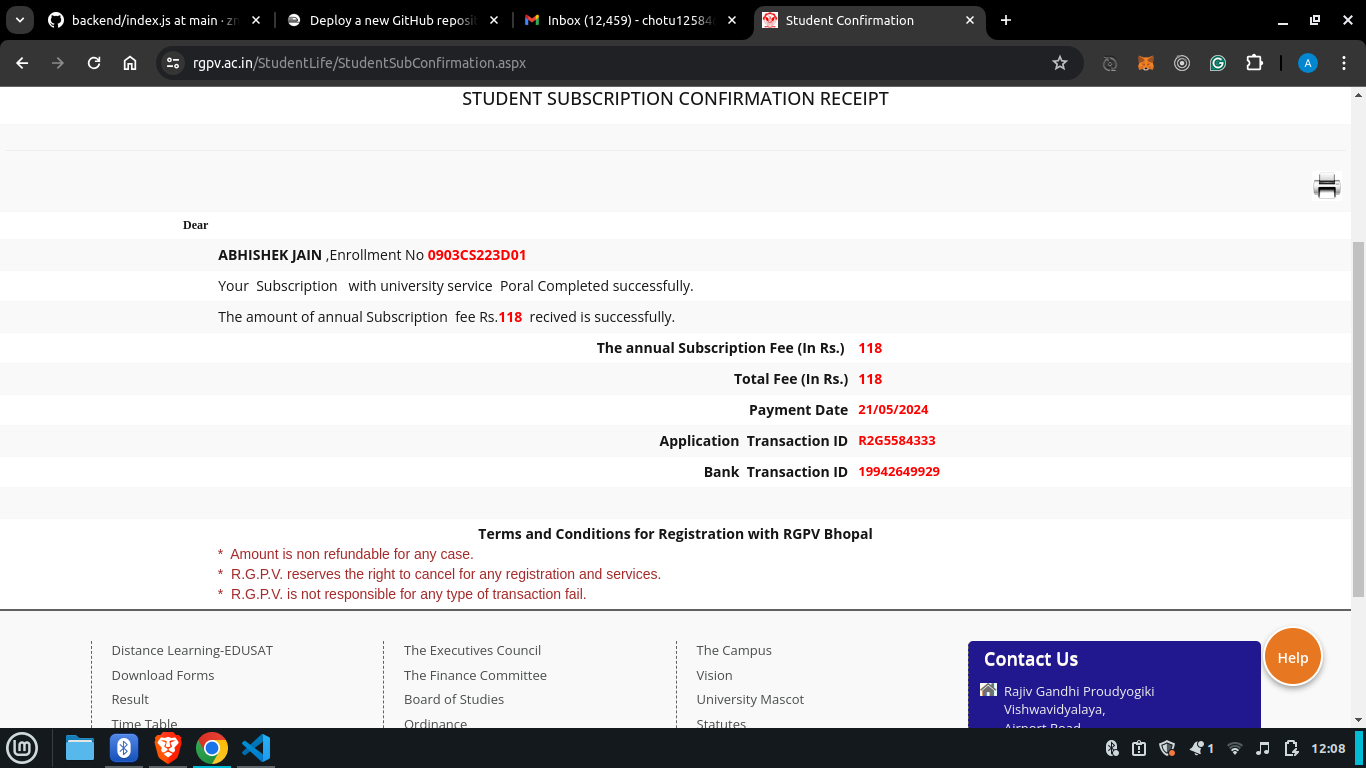 backend/index.js at main · zr
Deploy a new GitHub reposit
Inbox (12,459) - chotu12584
Student Confirmation
rgpv.ac.in/StudentLife/StudentSubConfirmation.aspx
A
STUDENT SUBSCRIPTION CONFIRMATION RECEIPT
Dear
ABHISHEK JAIN ,Enrollment No 0903CS223D01
Your Subscription with university service Poral Completed successfully.
The amount of annual Subscription fee Rs.118 recived is successfully.
The annual Subscription Fee (In Rs.) 118
Total Fee (In Rs.) 118
Payment Date 21/05/2024
Application Transaction ID R2G5584333
Bank Transaction ID 19942649929
Terms and Conditions for Registration with RGPV Bhopal
* Amount is non refundable for any case.
* R.G.P.V. reserves the right to cancel for any registration and services.
* R.G.P.V. is not responsible for any type of transaction fail.
Distance Learning-EDUSAT
Download Forms
Result
Time Table
The Executives Council
The Finance Committee
Board of Studies
Ordinance
The Campus
Vision
University Mascot
Statutes
Contact Us
Rajiv Gandhi Proudyogiki
Vishwavidyalaya,
Airport Road
Help
1
12:08